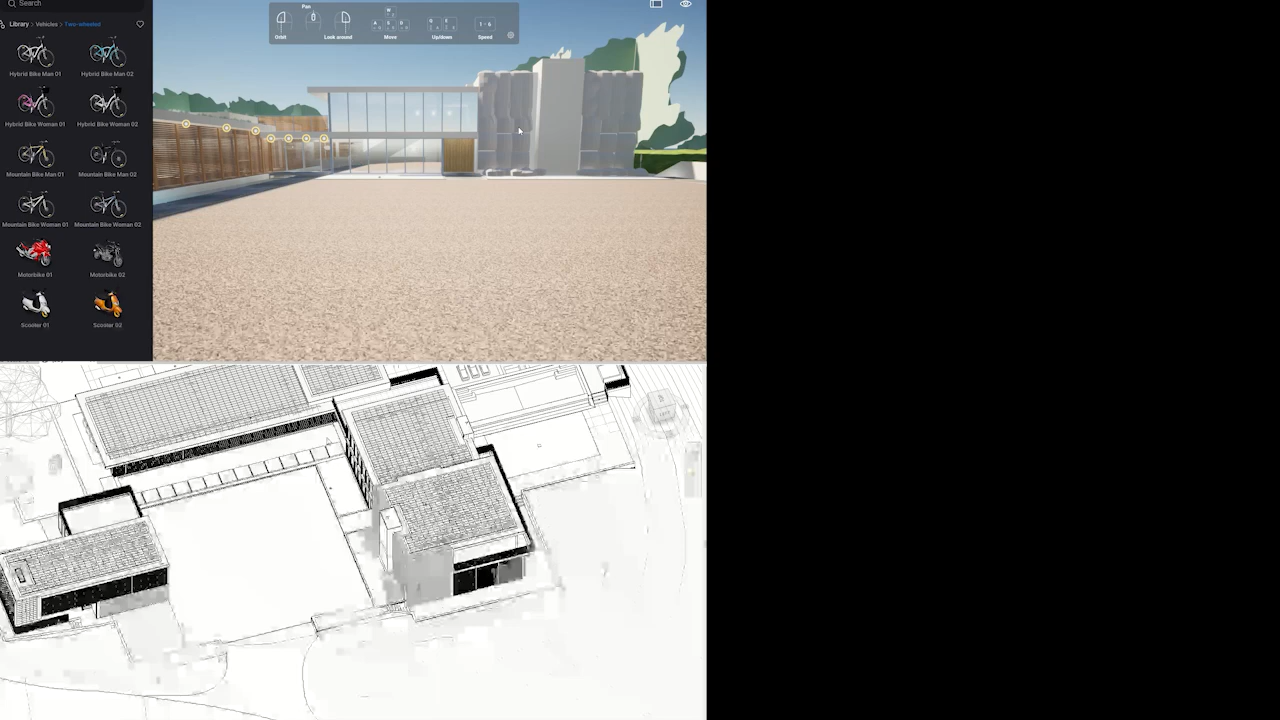 Search
Library > Vehicles > Two-wheeled
Hybrid Bike Man 01
Hybrid Bike Man 02
Hybrid Bike Woman 01
Hybrid Bike Woman 02
Mountain Bike Man 01
Mountain Bike Man 02
Mountain Bike Woman 01
Mountain Bike Woman 02
Motorbike 01
Motorbike 02
Scooter 01
Pan
Orbit
Look around
W
A S D
Move
Q E
Up/down
1 - 6
Speed